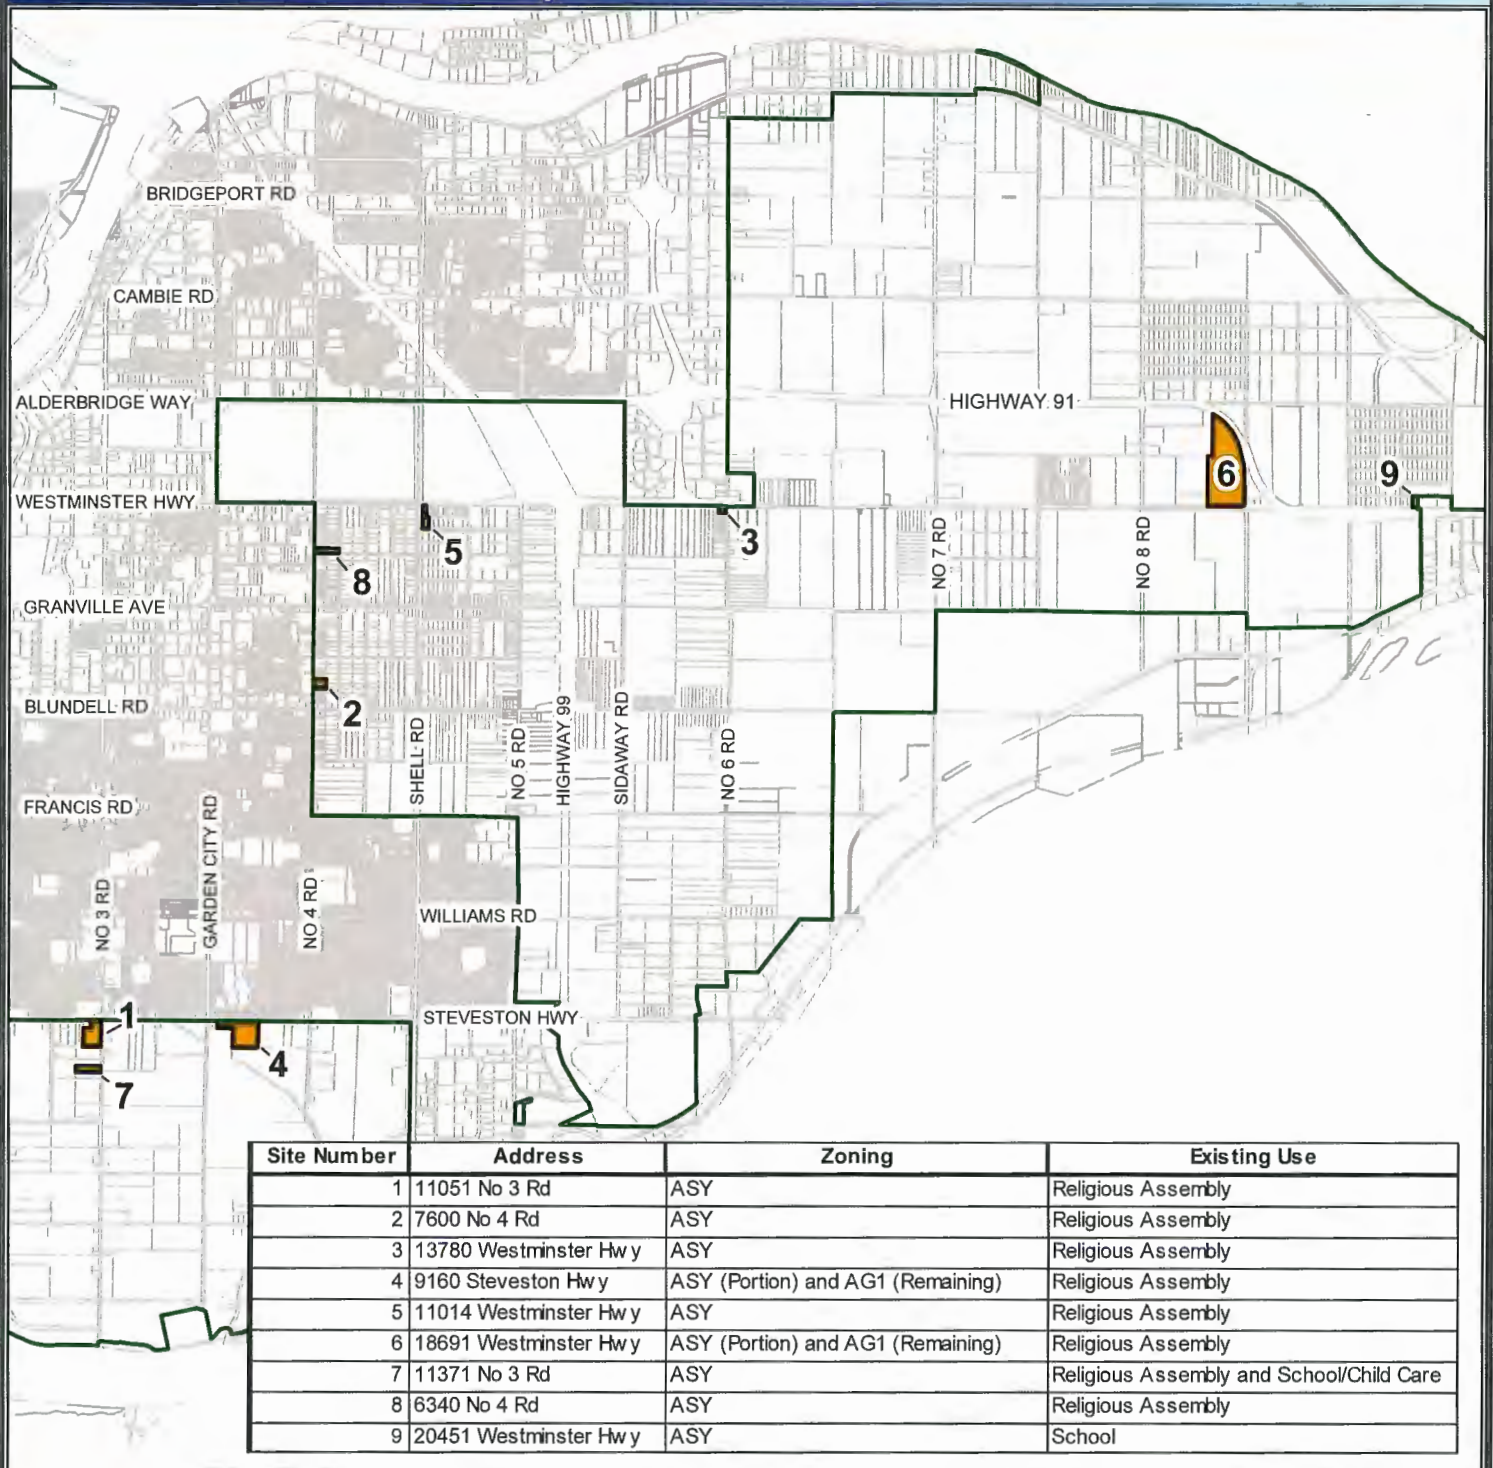 BRIDGEPORT RD
CAMBIE RD
ALDERBRIDGE WAY
HIGHWAY 91
6
9
WESTMINSTER HWY
3
5
8
NO 7 RD
NO 8 RD
GRANVILLE AVE
2
BLUNDELL RD
SHELL RD
NO 5 RD
HIGHWAY 99
SIDAWAY RD
NO 6 RD
FRANCIS RD
GARDEN CITY RD
NO 3 RD
NO 4 RD
WILLIAMS RD
1
STEVESTON HWY
4
7
Site Number Address Zoning Existing Use
1 11051 No 3 Rd ASY Religious Assembly
2 7600 No 4 Rd ASY Religious Assembly
3 13780 Westminster Hwy ASY Religious Assembly
4 9160 Steveston Hwy ASY (Portion) and AG1 (Remaining) Religious Assembly
5 11014 Westminster Hwy ASY Religious Assembly
6 18691 Westminster Hwy ASY (Portion) and AG1 (Remaining) Religious Assembly
7 11371 No 3 Rd ASY Religious Assembly and School/Child Care
8 6340 No 4 Rd ASY Religious Assembly
9 20451 Westminster Hwy ASY School